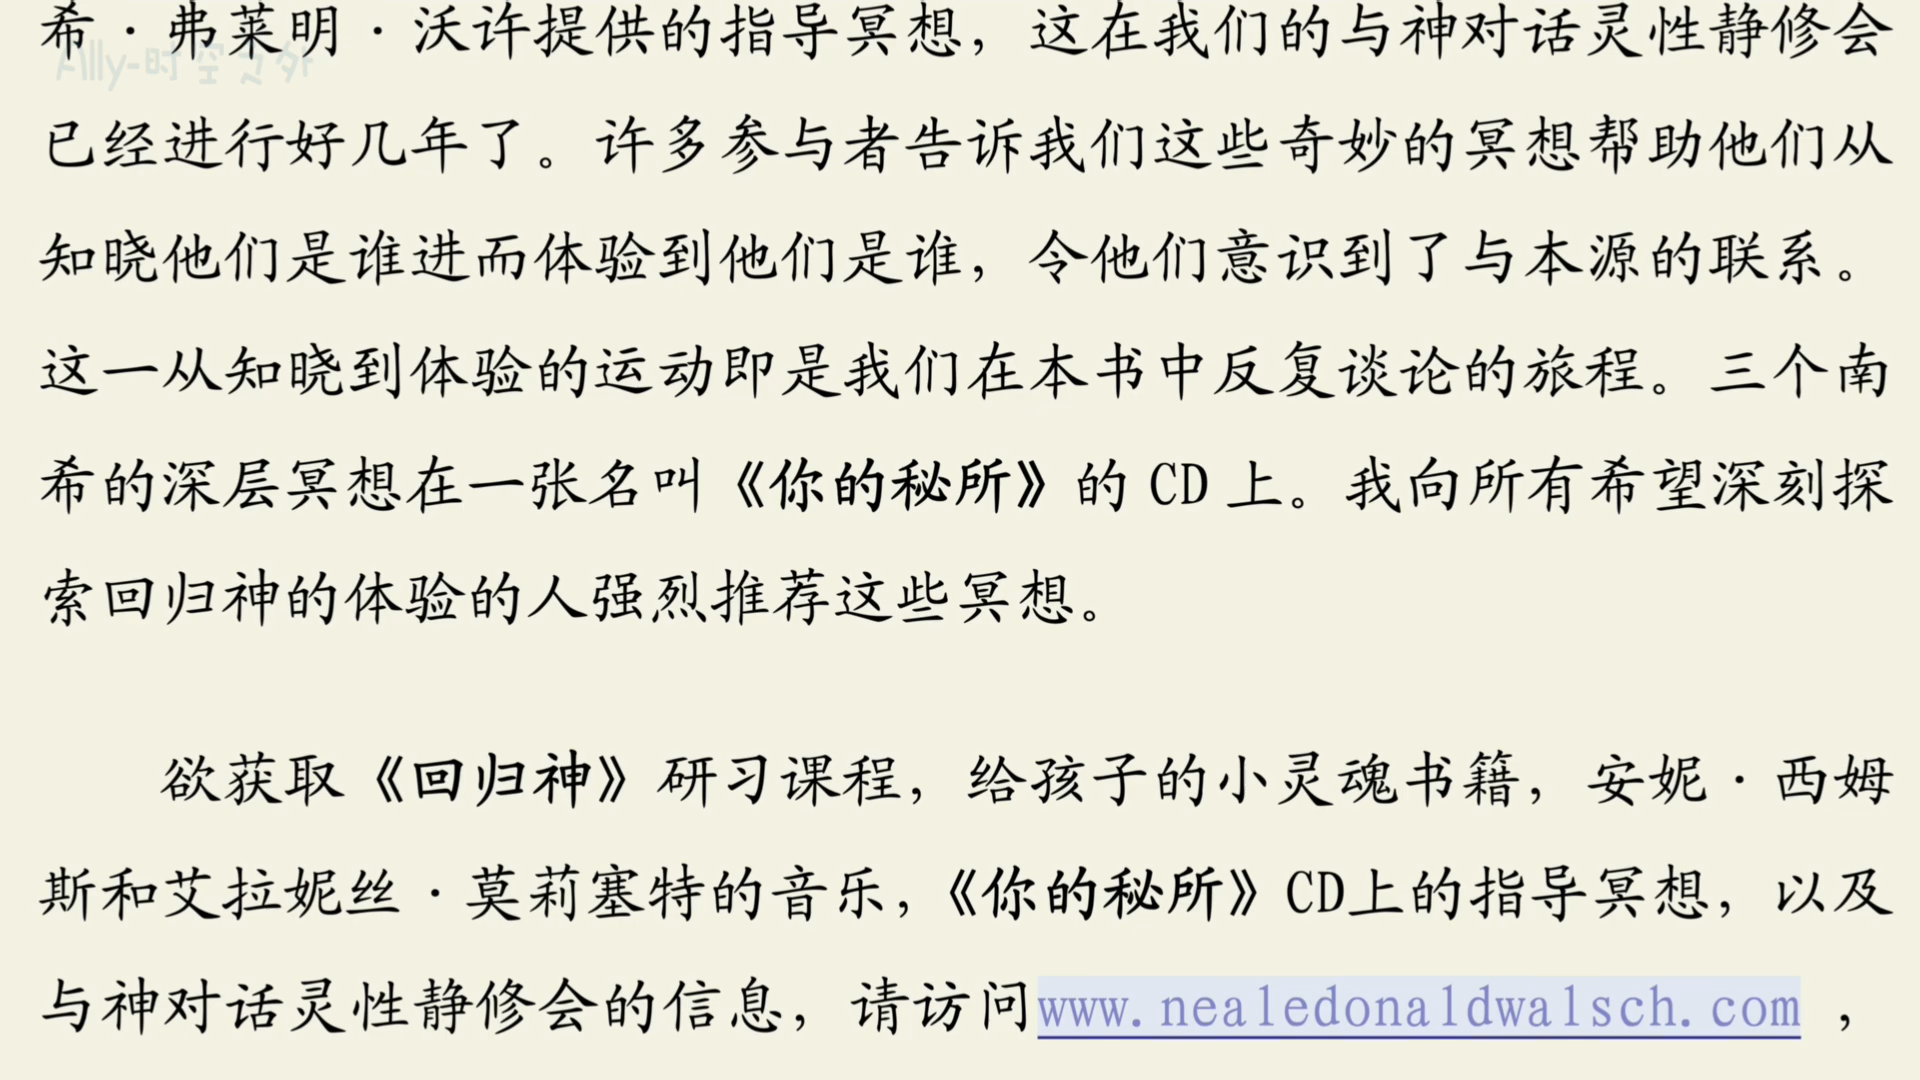 希·弗莱明·沃许提供的指导冥想，这在我们的与神对话灵性静修会
Ally-时空之外
已经进行好几年了。许多参与者告诉我们这些奇妙的冥想帮助他们从
知晓他们是谁进而体验到他们是谁，令他们意识到了与本源的联系。
这一从知晓到体验的运动即是我们在本书中反复谈论的旅程。三个南
希的深层冥想在一张名叫《你的秘所》的 CD 上。我向所有希望深刻探
索回归神的体验的人强烈推荐这些冥想。
欲获取《回归神》研习课程，给孩子的小灵魂书籍，安妮·西姆
斯和艾拉妮丝·莫莉塞特的音乐，《你的秘所》CD上的指导冥想，以及
与神对话灵性静修会的信息，请访问www.nealedonaldwalsch.com ，